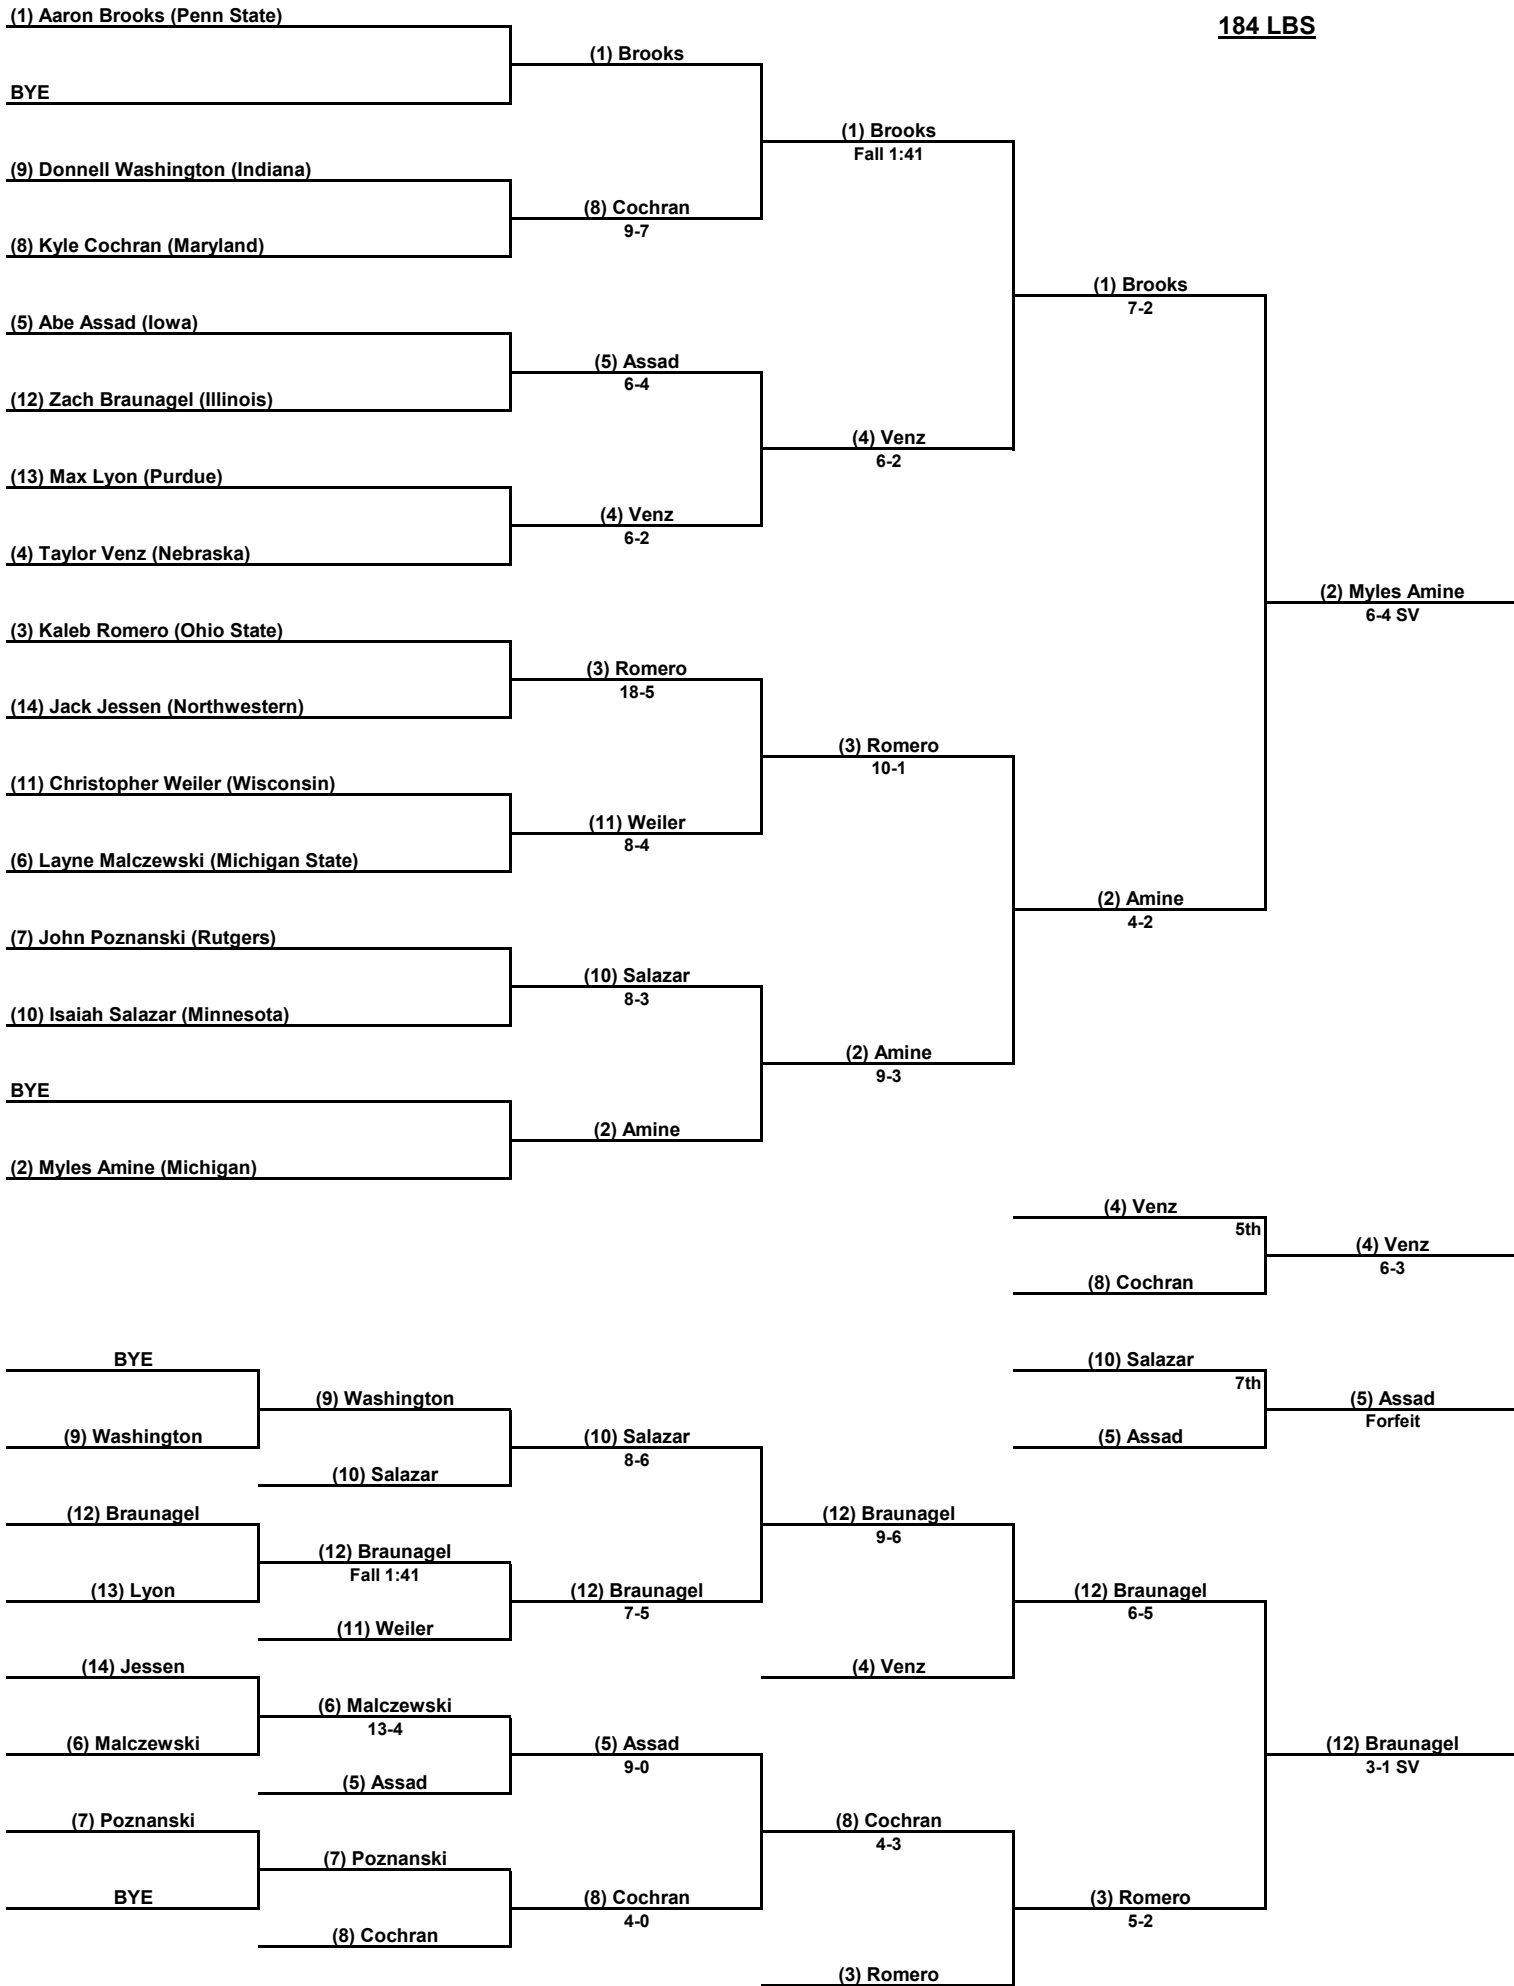 (1) Aaron Brooks (Penn State)
184 LBS
(1) Brooks
BYE
(1) Brooks
Fall 1:41
(9) Donnell Washington (Indiana)
(8) Cochran
9-7
(8) Kyle Cochran (Maryland)
(1) Brooks
7-2
(5) Abe Assad (Iowa)
(5) Assad
6-4
(12) Zach Braunagel (Illinois)
(4) Venz
6-2
(13) Max Lyon (Purdue)
(4) Venz
6-2
(4) Taylor Venz (Nebraska)
(2) Myles Amine
6-4 SV
(3) Kaleb Romero (Ohio State)
(3) Romero
18-5
(14) Jack Jessen (Northwestern)
(3) Romero
10-1
(11) Christopher Weiler (Wisconsin)
(11) Weiler
8-4
(6) Layne Malczewski (Michigan State)
(2) Amine
4-2
(7) John Poznanski (Rutgers)
(10) Salazar
8-3
(10) Isaiah Salazar (Minnesota)
(2) Amine
9-3
BYE
(2) Amine
(2) Myles Amine (Michigan)
(4) Venz
5th
(4) Venz
6-3
(8) Cochran
BYE
(10) Salazar
7th
(9) Washington
(5) Assad
Forfeit
(9) Washington
(10) Salazar
8-6
(5) Assad
(10) Salazar
(12) Braunagel
(12) Braunagel
9-6
(12) Braunagel
Fall 1:41
(13) Lyon
(12) Braunagel
7-5
(12) Braunagel
6-5
(11) Weiler
(14) Jessen
(4) Venz
(6) Malczewski
13-4
(6) Malczewski
(5) Assad
9-0
(12) Braunagel
3-1 SV
(5) Assad
(7) Poznanski
(8) Cochran
4-3
(7) Poznanski
BYE
(8) Cochran
4-0
(3) Romero
5-2
(8) Cochran
(3) Romero